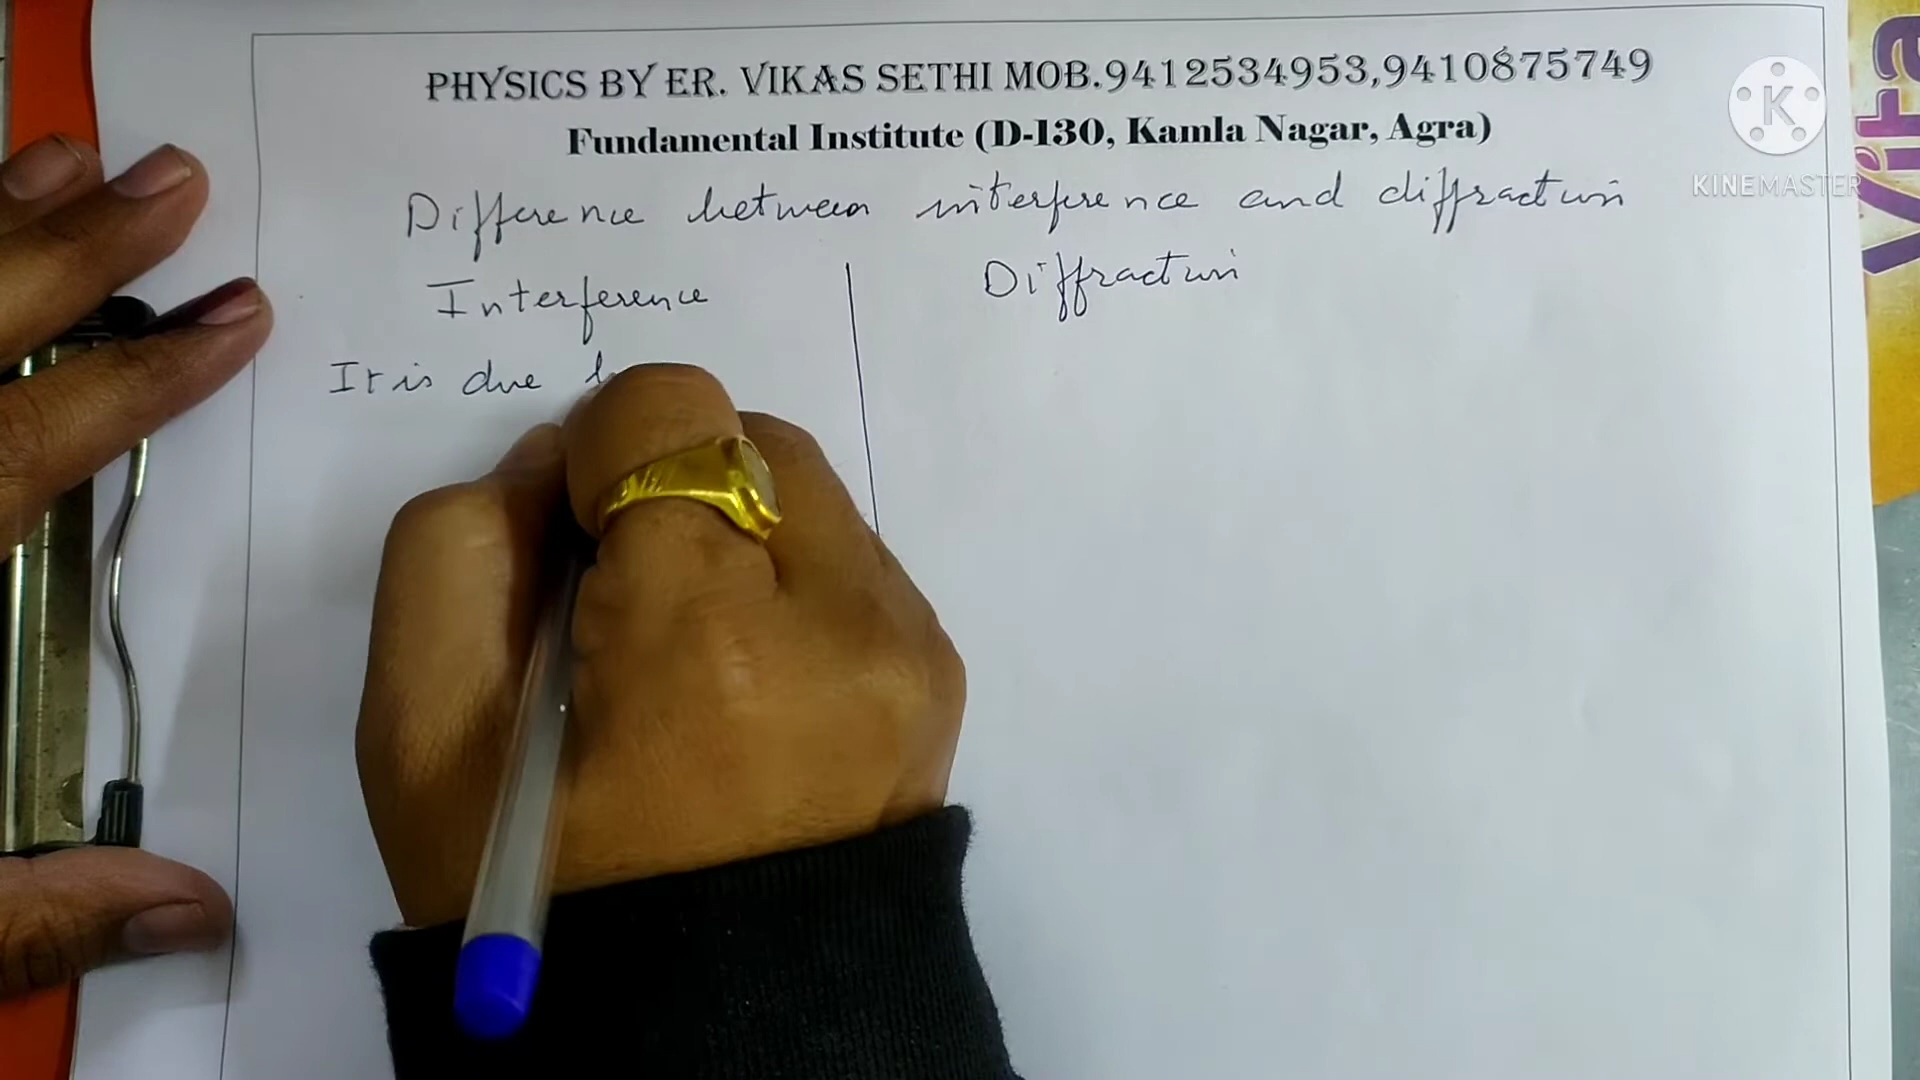 PHYSICS BY ER. VIKAS SETHI MOB.9412534953,9410875749
Fundamental Institute (D-130, Kamla Nagar, Agra)
K
KINEMASTER
Vita
Difference between interference and diffraction
Interference
Diffraction
It is due